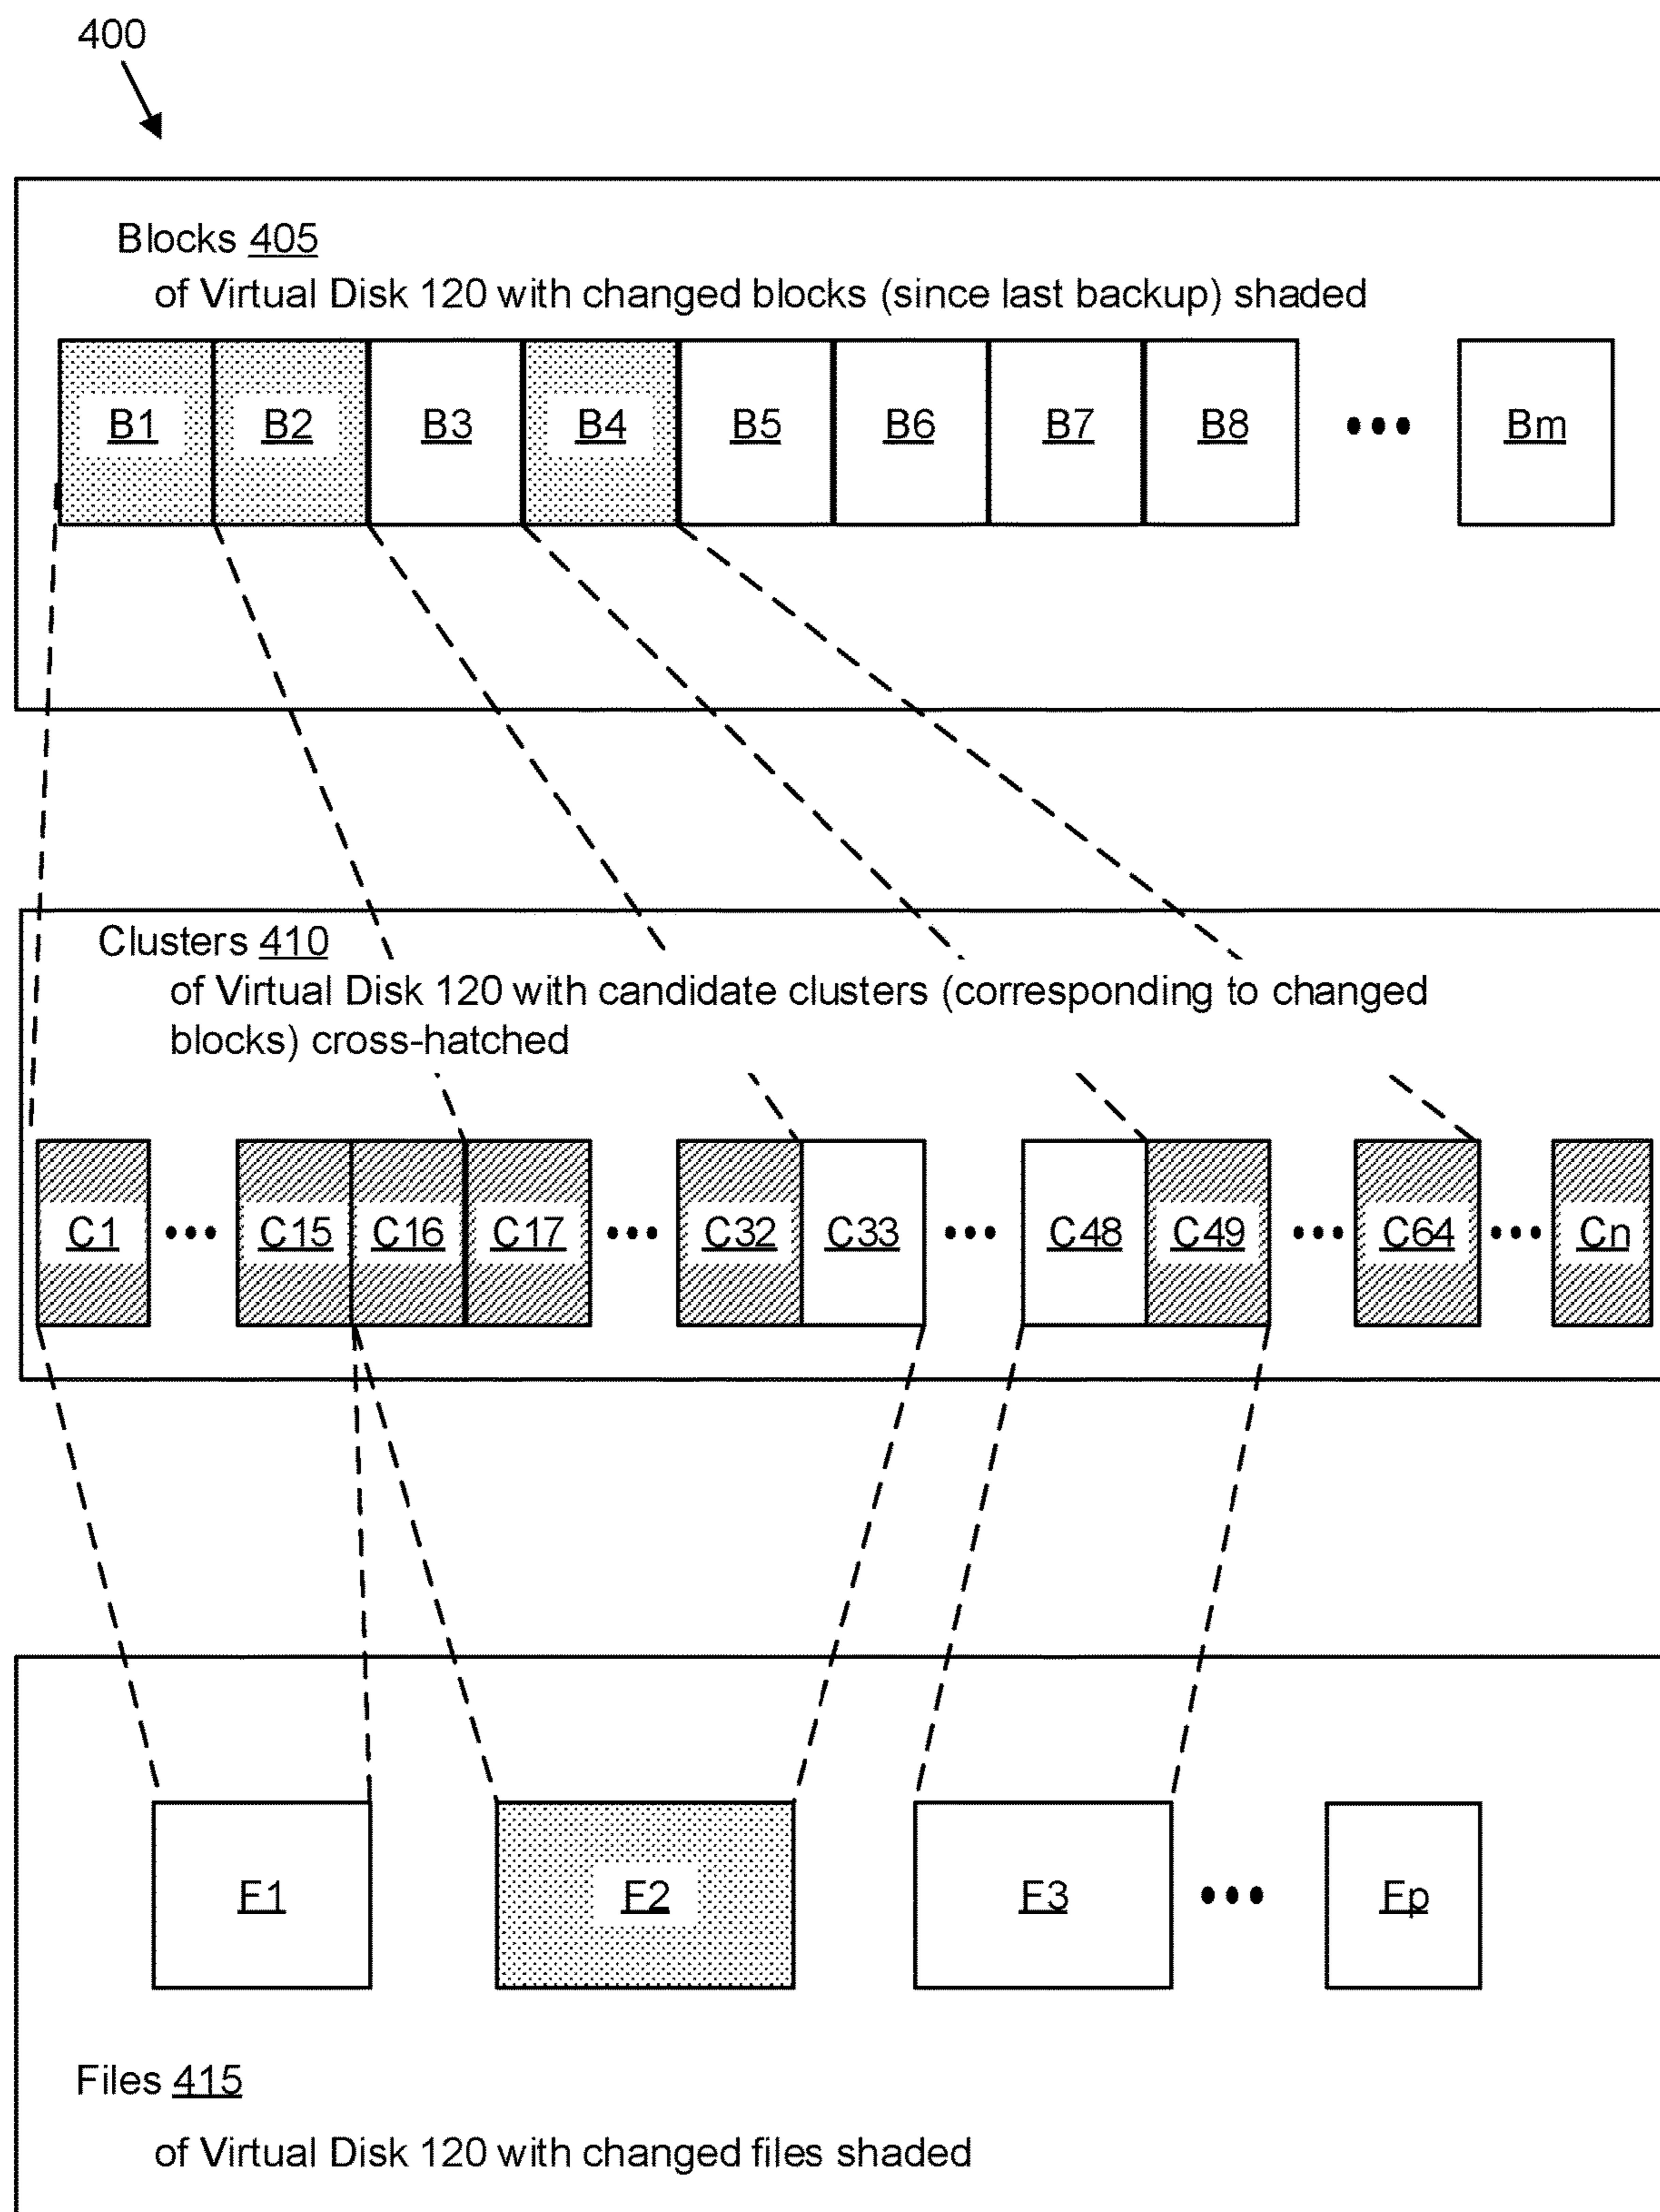 400
Blocks 405
of Virtual Disk 120 with changed blocks (since last backup) shaded
B1 B2 B3 B4 B5 B6 B7 B8 ••• Bm
Clusters 410
of Virtual Disk 120 with candidate clusters (corresponding to changed
blocks) cross-hatched
C1 ••• C15 C16 C17 ••• C32 C33 ••• C48 C49 ••• C64 ••• Cn
F1 F2 F3 ••• Fp
Files 415
of Virtual Disk 120 with changed files shaded